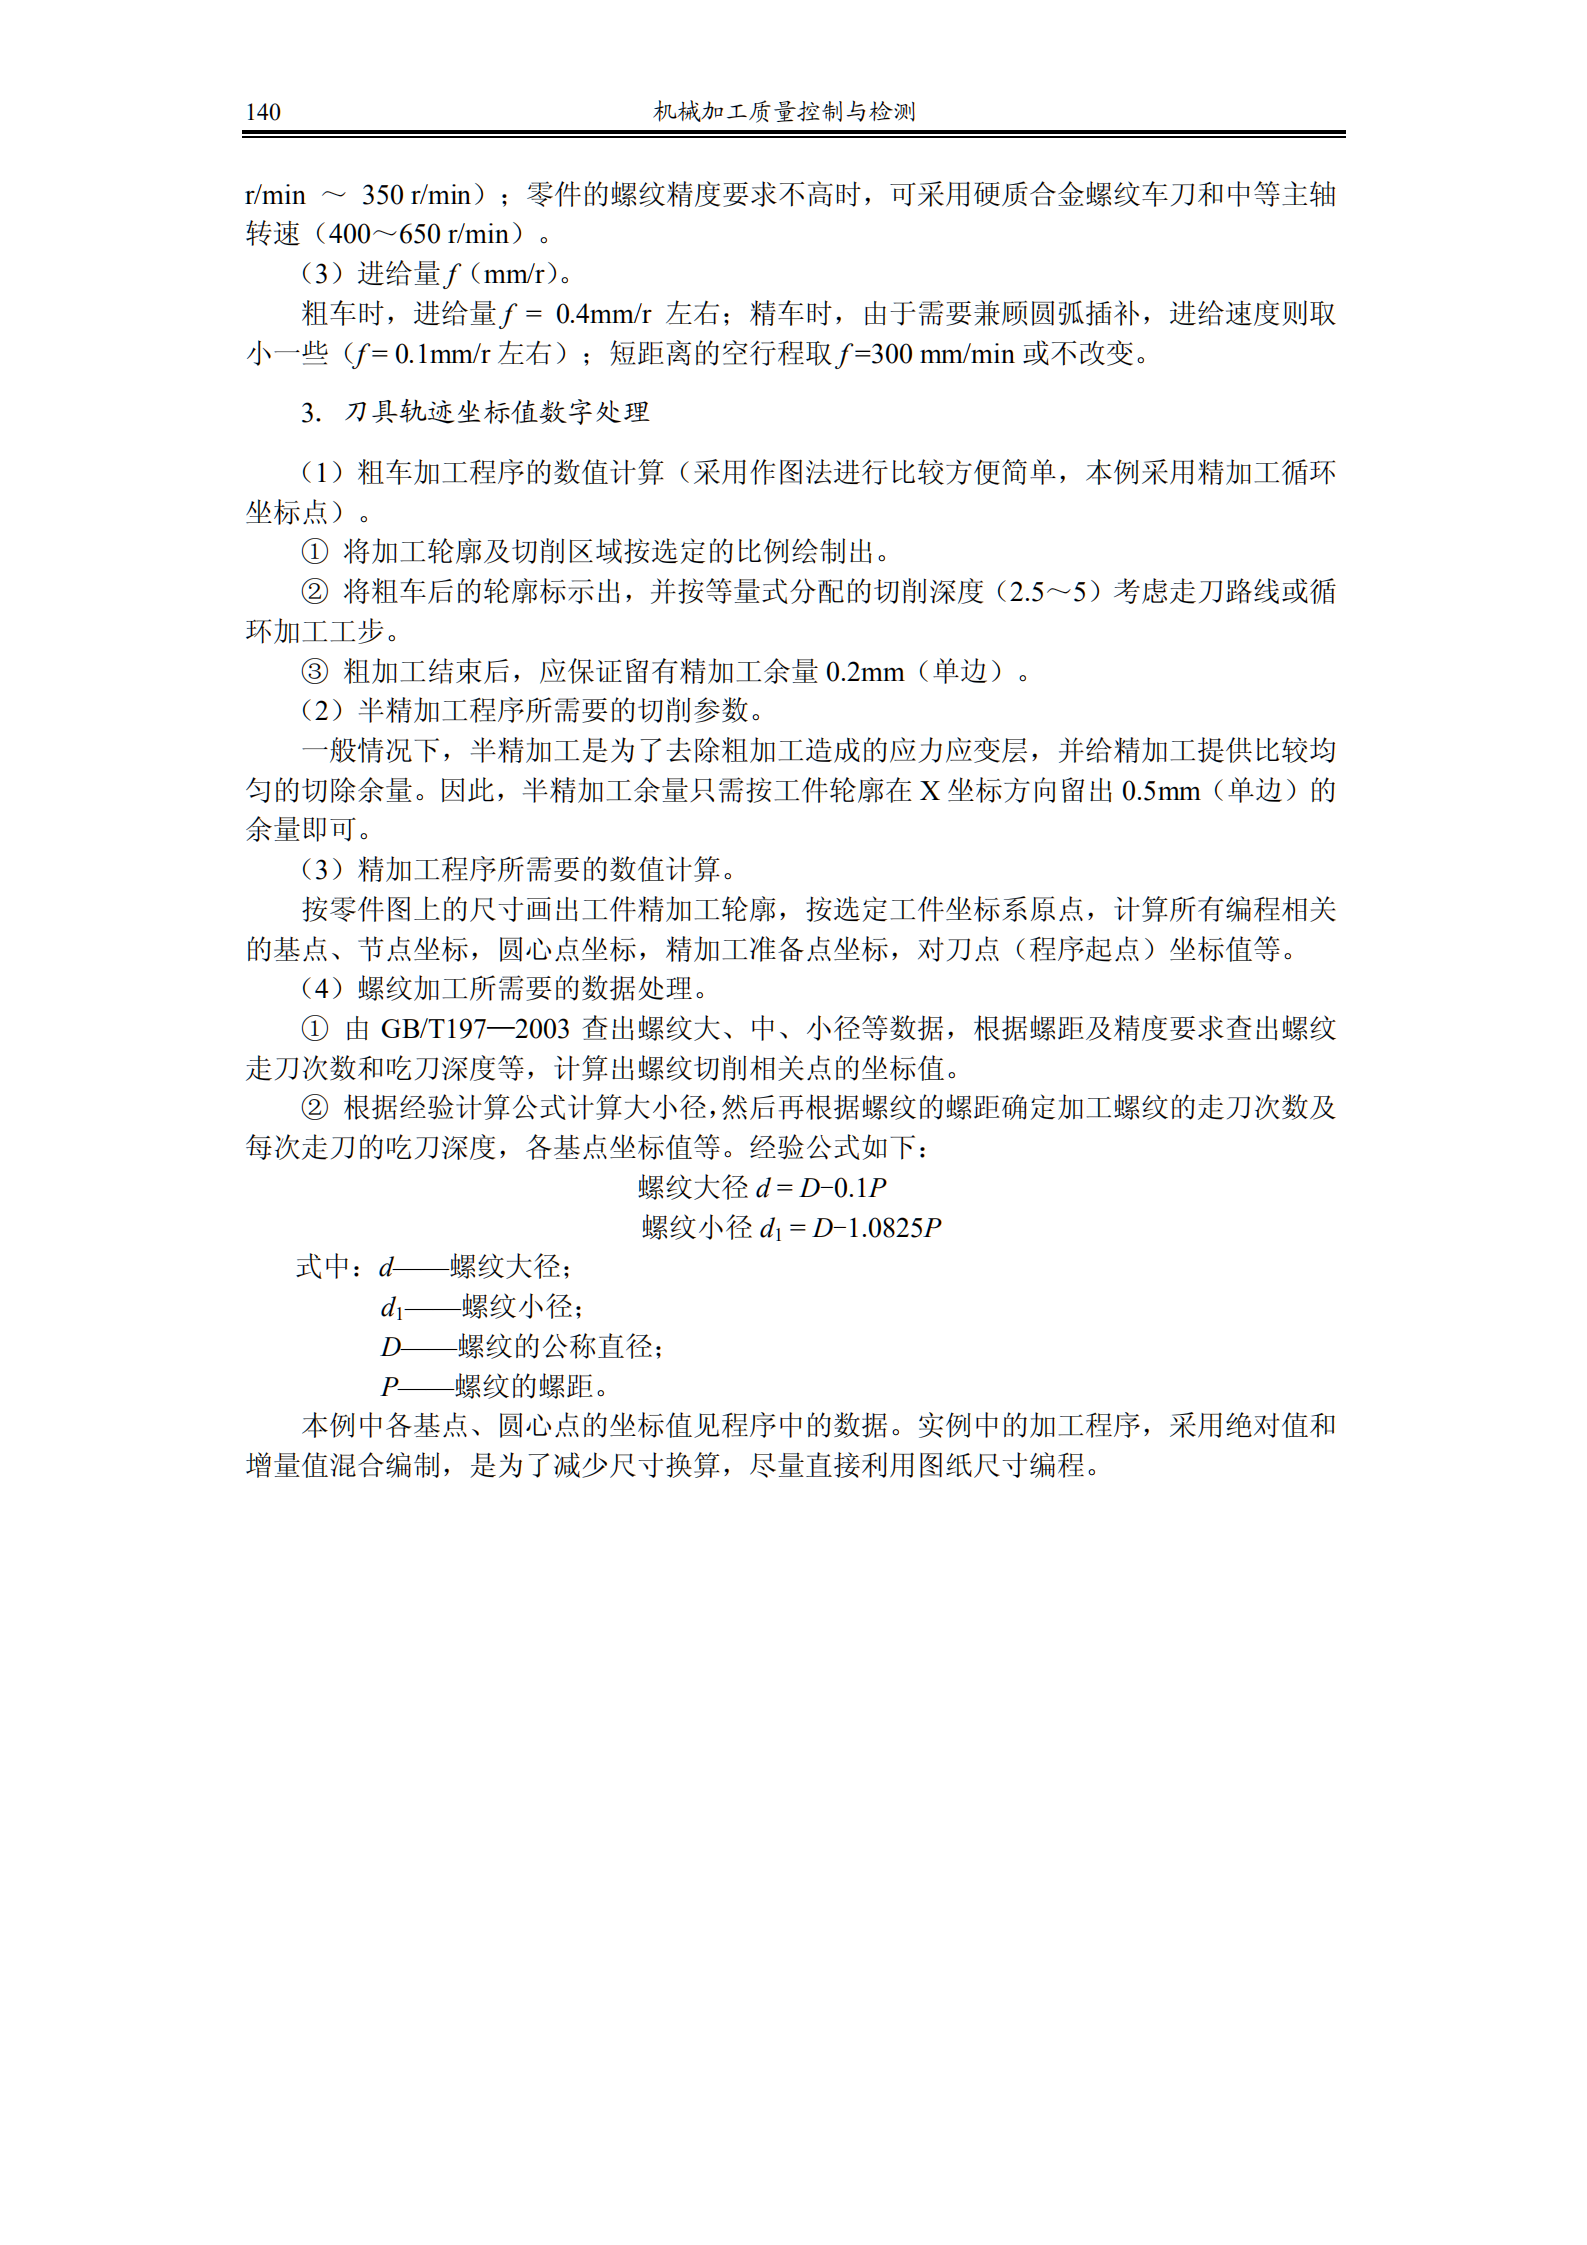 140
机械加工质量控制与检测
r/min ～ 350 r/min）；零件的螺纹精度要求不高时，可采用硬质合金螺纹车刀和中等主轴
转速（400～650 r/min）。
（3）进给量 f（mm/r）。
粗车时，进给量 f = 0.4mm/r 左右；精车时，由于需要兼顾圆弧插补，进给速度则取
小一些（f = 0.1mm/r 左右）；短距离的空行程取 f =300 mm/min 或不改变。
3. 刀具轨迹坐标值数字处理
（1）粗车加工程序的数值计算（采用作图法进行比较方便简单，本例采用精加工循环
坐标点）。
① 将加工轮廓及切削区域按选定的比例绘制出。
② 将粗车后的轮廓标示出，并按等量式分配的切削深度（2.5～5）考虑走刀路线或循
环加工工步。
③ 粗加工结束后，应保证留有精加工余量 0.2mm（单边）。
（2）半精加工程序所需要的切削参数。
一般情况下，半精加工是为了去除粗加工造成的应力应变层，并给精加工提供比较均
匀的切除余量。因此，半精加工余量只需按工件轮廓在 X 坐标方向留出 0.5mm（单边）的
余量即可。
（3）精加工程序所需要的数值计算。
按零件图上的尺寸画出工件精加工轮廓，按选定工件坐标系原点，计算所有编程相关
的基点、节点坐标，圆心点坐标，精加工准备点坐标，对刀点（程序起点）坐标值等。
（4）螺纹加工所需要的数据处理。
① 由 GB/T197—2003 查出螺纹大、中、小径等数据，根据螺距及精度要求查出螺纹
走刀次数和吃刀深度等，计算出螺纹切削相关点的坐标值。
② 根据经验计算公式计算大小径，然后再根据螺纹的螺距确定加工螺纹的走刀次数及
每次走刀的吃刀深度，各基点坐标值等。经验公式如下：
螺纹大径 d = D−0.1P
螺纹小径 d₁ = D−1.0825P
式中：d——螺纹大径；
d₁——螺纹小径；
D——螺纹的公称直径；
P——螺纹的螺距。
本例中各基点、圆心点的坐标值见程序中的数据。实例中的加工程序，采用绝对值和
增量值混合编制，是为了减少尺寸换算，尽量直接利用图纸尺寸编程。